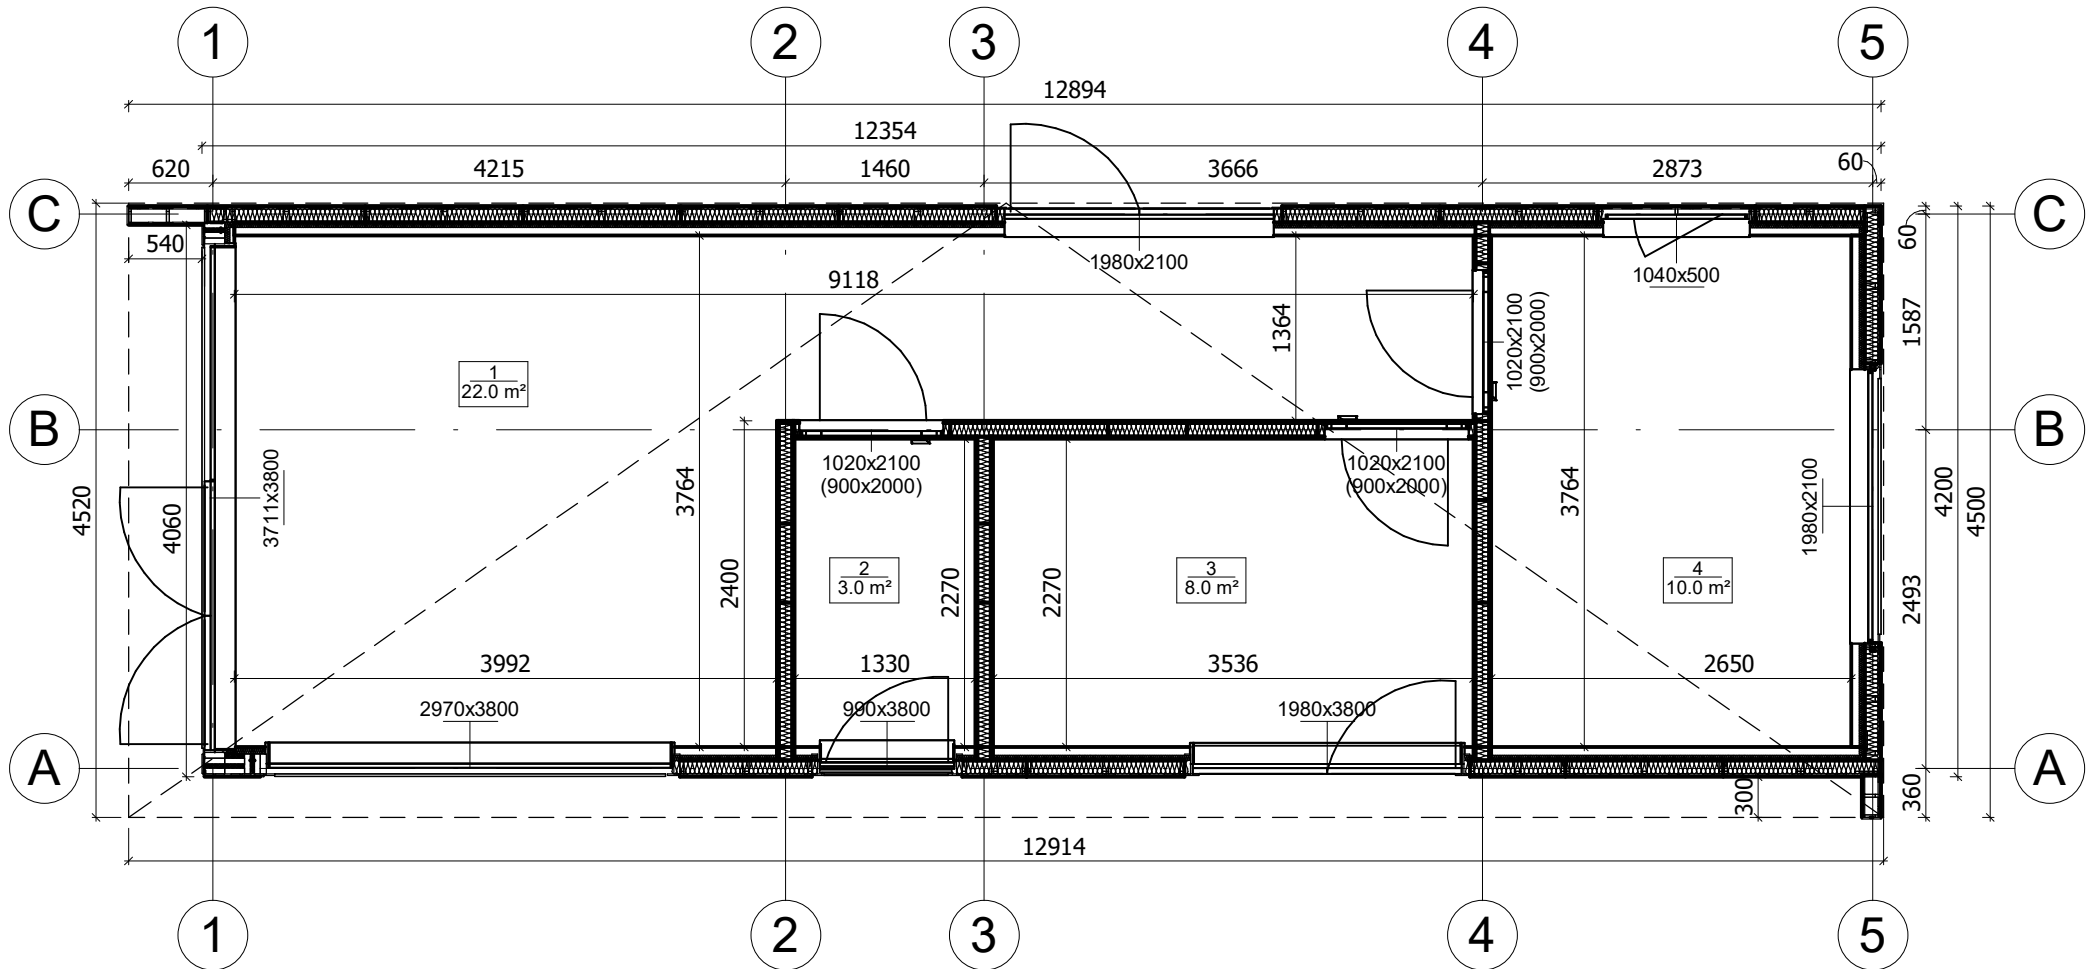 1 2 3 4 5
12894
12354
620 4215 1460 3666 2873 60
C C
540
60
1980x2100
1040x500
9118
1364
1020x2100
(900x2000)
1587
1
22.0 m²
B B
1020x2100
(900x2000)
1020x2100
(900x2000)
4520
4060
3711x3800
3764
3764
1980x2100
4200
4500
2400
2
3.0 m²
2270
2270
3
8.0 m²
4
10.0 m²
2493
3992 1330 3536 2650
2970x3800 990x3800 1980x3800
A A
300
360
12914
1 2 3 4 5